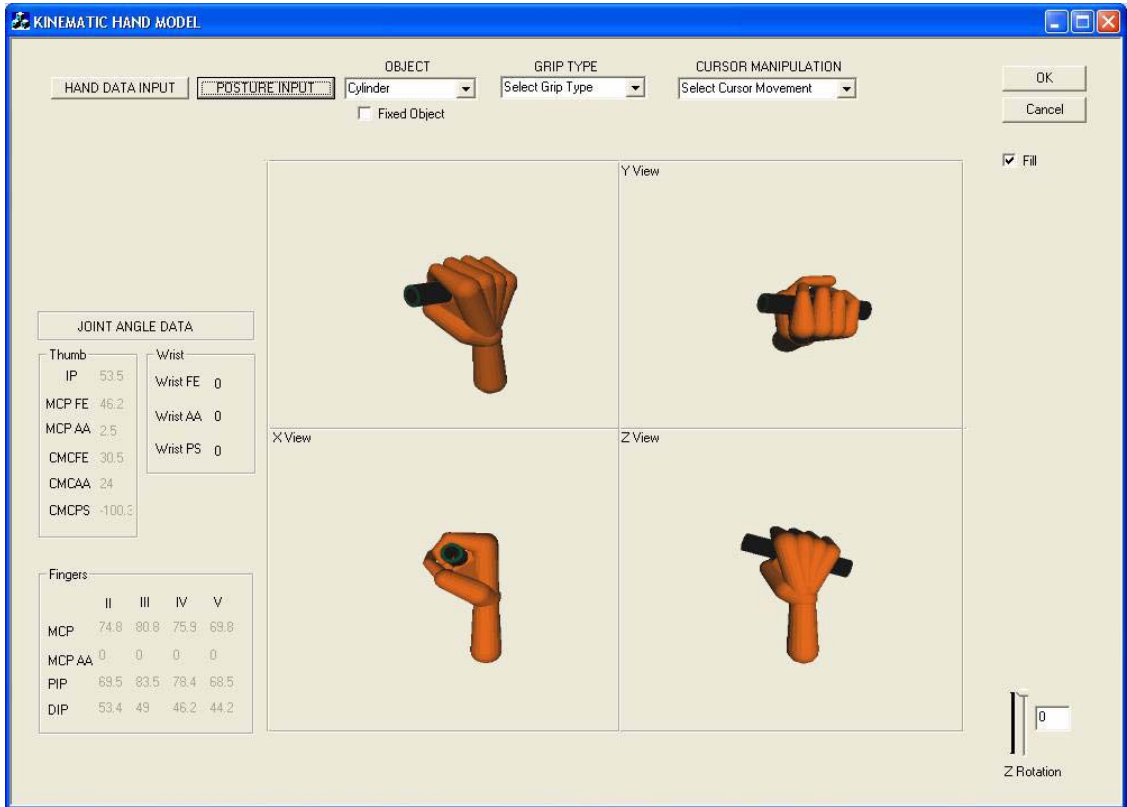 KINEMATIC HAND MODEL
OBJECT GRIP TYPE CURSOR MANIPULATION
HAND DATA INPUT POSTURE INPUT Cylinder Select Grip Type Select Cursor Movement OK
Fixed Object Cancel
Fill
Y View
X View Z View
JOINT ANGLE DATA
Thumb
IP 53.5
MCP FE 46.2
MCP AA 2.5
CMCFE 30.5
CMCAA 24
CMCPS -100.3
Wrist
Wrist FE 0
Wrist AA 0
Wrist PS 0
Fingers
II III IV V
MCP 74.8 80.8 75.9 69.8
MCP AA 0 0 0 0
PIP 69.5 83.5 78.4 68.5
DIP 53.4 49 46.2 44.2
0
Z Rotation